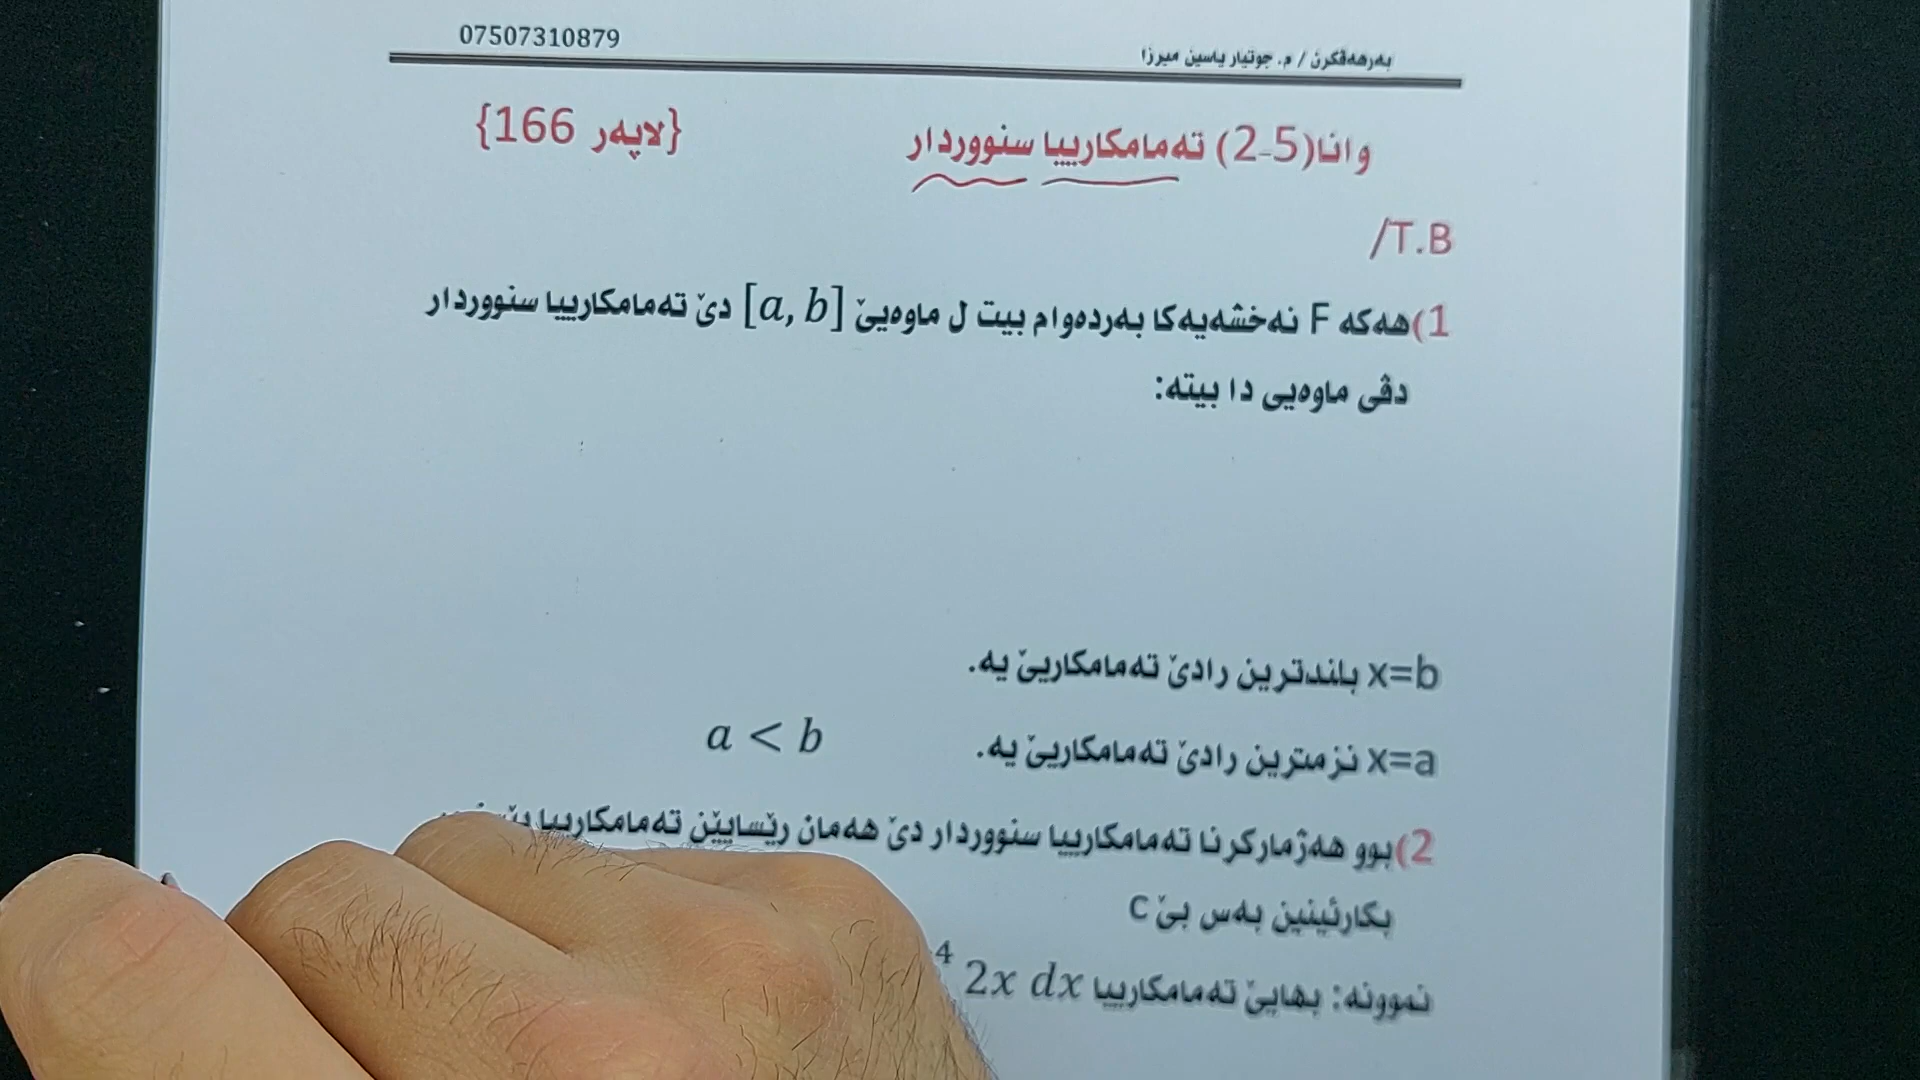 بەرهەڤکرن / م. جوتیار یاسین میرزا 07507310879
وانا(5-2) تەمامکارییا سنووردار {لاپەر 166}
T.B/
1)هەکە F نەخشەیەکا بەردەوام بیت ل ماوەیێ [a, b] دێ تەمامکارییا سنووردار
دڤی ماوەیی دا بیتە:
x=b بلندترین رادێ تەمامکاریێ یە.
x=a نزمترین رادێ تەمامکاریێ یە. a < b
2)بوو هەژمارکرنا تەمامکارییا سنووردار دێ هەمان رێسایێن تەمامکارییا
بکارئینین بەس بێ C
نموونە: بهایێ تەمامکارییا 4 2x dx